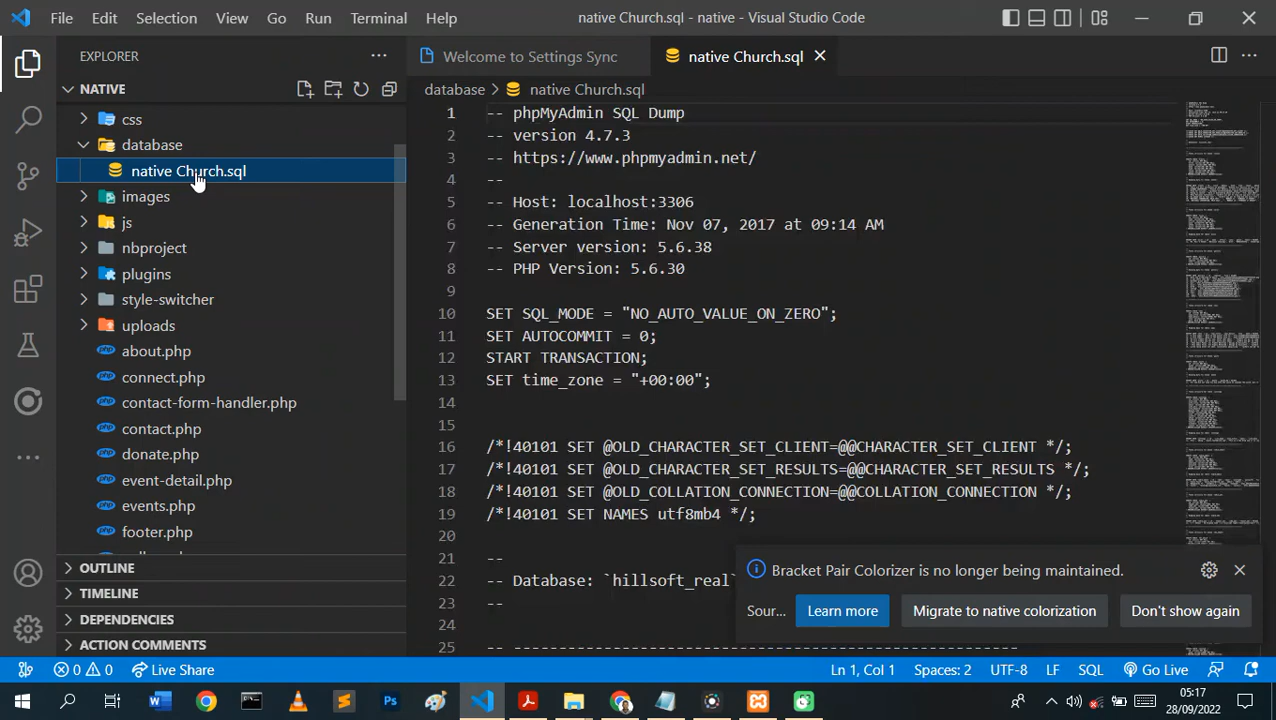 File Edit Selection View Go Run Terminal Help
native Church.sql - native - Visual Studio Code
EXPLORER
NATIVE
css
database
native Church.sql
images
js
nbproject
plugins
style-switcher
uploads
about.php
connect.php
contact-form-handler.php
contact.php
donate.php
event-detail.php
events.php
footer.php
OUTLINE
TIMELINE
DEPENDENCIES
ACTION COMMENTS
Welcome to Settings Sync
native Church.sql
database > native Church.sql
1 -- phpMyAdmin SQL Dump
2 -- version 4.7.3
3 -- https://www.phpmyadmin.net/
4 --
5 -- Host: localhost:3306
6 -- Generation Time: Nov 07, 2017 at 09:14 AM
7 -- Server version: 5.6.38
8 -- PHP Version: 5.6.30
9
10 SET SQL_MODE = "NO_AUTO_VALUE_ON_ZERO";
11 SET AUTOCOMMIT = 0;
12 START TRANSACTION;
13 SET time_zone = "+00:00";
14
15
16 /*!40101 SET @OLD_CHARACTER_SET_CLIENT=@@CHARACTER_SET_CLIENT */;
17 /*!40101 SET @OLD_CHARACTER_SET_RESULTS=@@CHARACTER_SET_RESULTS */;
18 /*!40101 SET @OLD_COLLATION_CONNECTION=@@COLLATION_CONNECTION */;
19 /*!40101 SET NAMES utf8mb4 */;
20
21 --
22 -- Database: `hillsoft_real`
23 --
24
25 -- --------------------------------------------------------
Bracket Pair Colorizer is no longer being maintained.
Sour... Learn more Migrate to native colorization Don't show again
0 0 Live Share
Ln 1, Col 1 Spaces: 2 UTF-8 LF SQL Go Live
05:17
28/09/2022